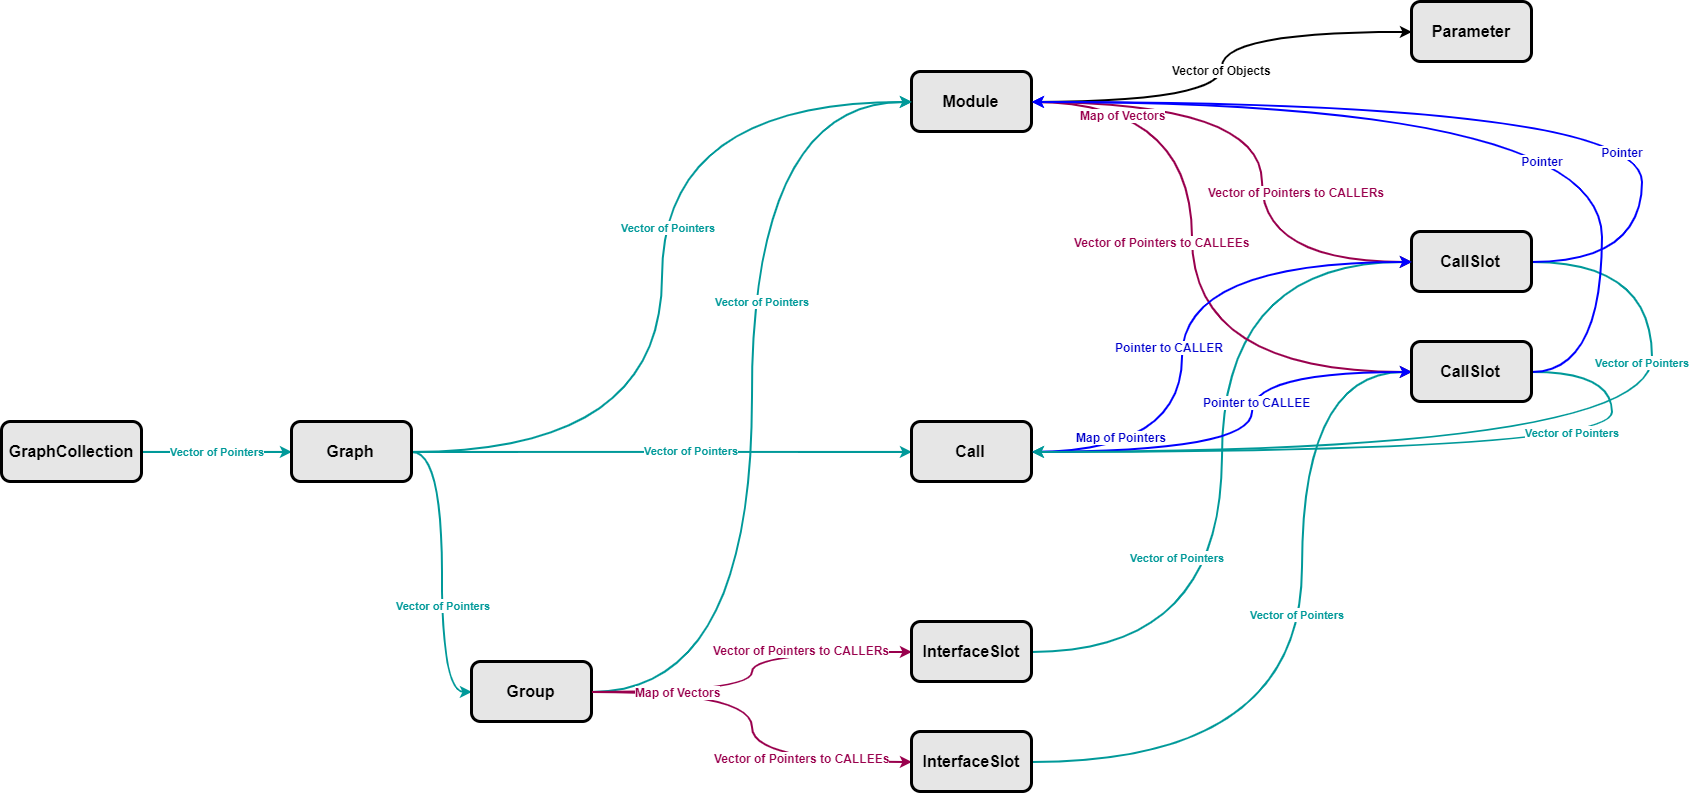 Parameter
Vector of Objects
Module
Map of Vectors
Pointer
Pointer
Vector of Pointers to CALLERs
Vector of Pointers
Vector of Pointers to CALLEEs
CallSlot
Vector of Pointers
Pointer to CALLER
Vector of Pointers
CallSlot
Pointer to CALLEE
Vector of Pointers
Map of Pointers
GraphCollection
Vector of Pointers
Graph
Vector of Pointers
Call
Vector of Pointers
Vector of Pointers
Vector of Pointers
Vector of Pointers to CALLERs
InterfaceSlot
Group
Map of Vectors
Vector of Pointers to CALLEEs
InterfaceSlot